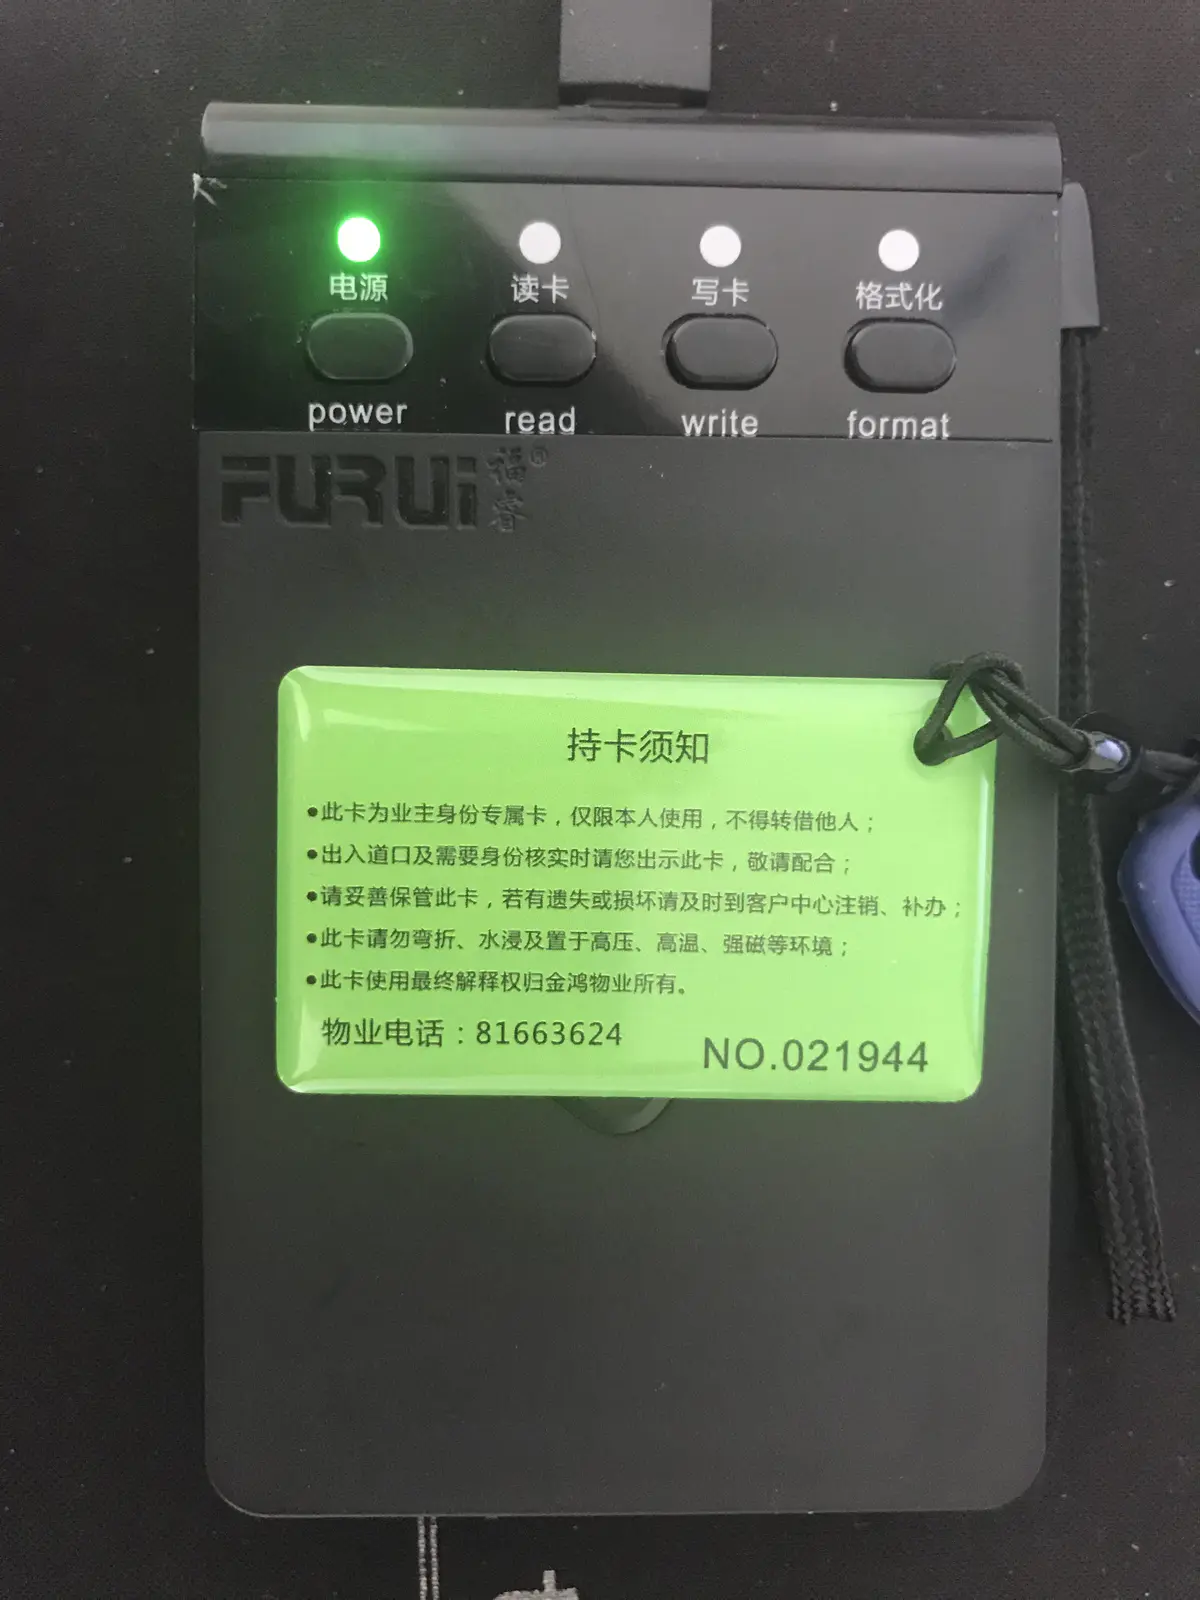 电源 读卡 写卡 格式化
power read write format
FURUi福睿®
持卡须知
•此卡为业主身份专属卡，仅限本人使用，不得转借他人；
•出入道口及需要身份核实时请您出示此卡，敬请配合；
•请妥善保管此卡，若有遗失或损坏请及时到客户中心注销、补办；
•此卡请勿弯折、水浸及置于高压、高温、强磁等环境；
•此卡使用最终解释权归金鸿物业所有。
物业电话：81663624
NO.021944